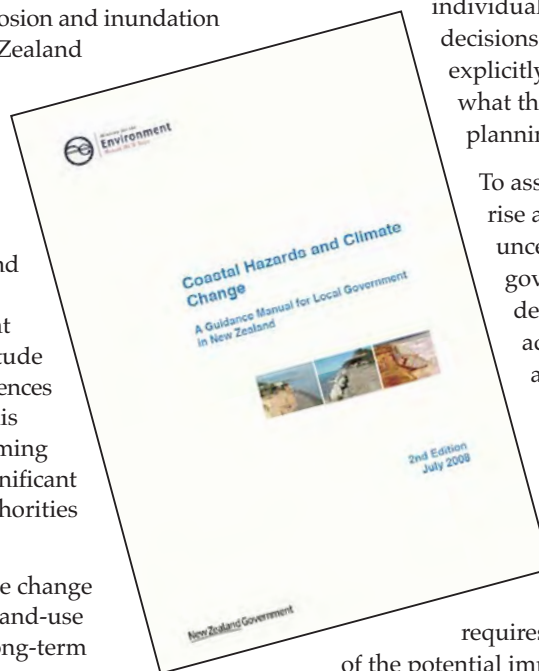 osion and inundation
Zealand
nd
nt
tude
ences
is
ming
nificant
horities
e change
and-use
ong-term
Environment
Coastal Hazards and Climate
Change
A Guidance Manual for Local Government
in New Zealand
2nd Edition
July 2008
New Zealand Government
individual
decisions
explicitly
what th
plannin
To ass
rise a
unce
gov
de
ac
a
requires
of the potential im